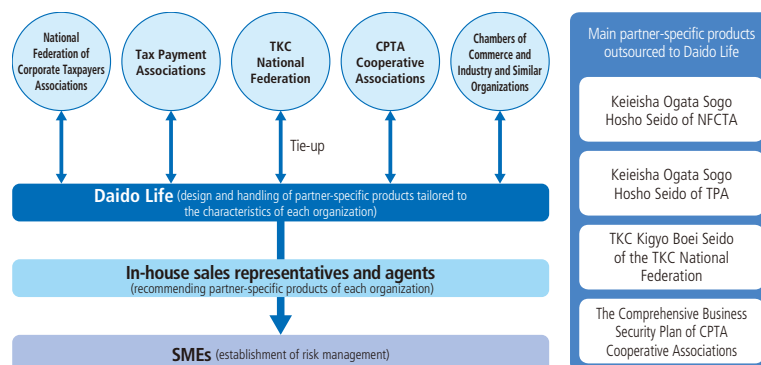 National
Federation of
Corporate Taxpayers
Associations
Tax Payment
Associations
TKC
National
Federation
CPTA
Cooperative
Associations
Chambers of
Commerce and
Industry and Similar
Organizations
Tie-up
Daido Life (design and handling of partner-specific products tailored to
the characteristics of each organization)
In-house sales representatives and agents
(recommending partner-specific products of each organization)
SMEs (establishment of risk management)
Main partner-specific products
outsourced to Daido Life
Keieisha Ogata Sogo
Hosho Seido of NFCTA
Keieisha Ogata Sogo
Hosho Seido of TPA
TKC Kigyo Boei Seido
of the TKC National
Federation
The Comprehensive Business
Security Plan of CPTA
Cooperative Associations